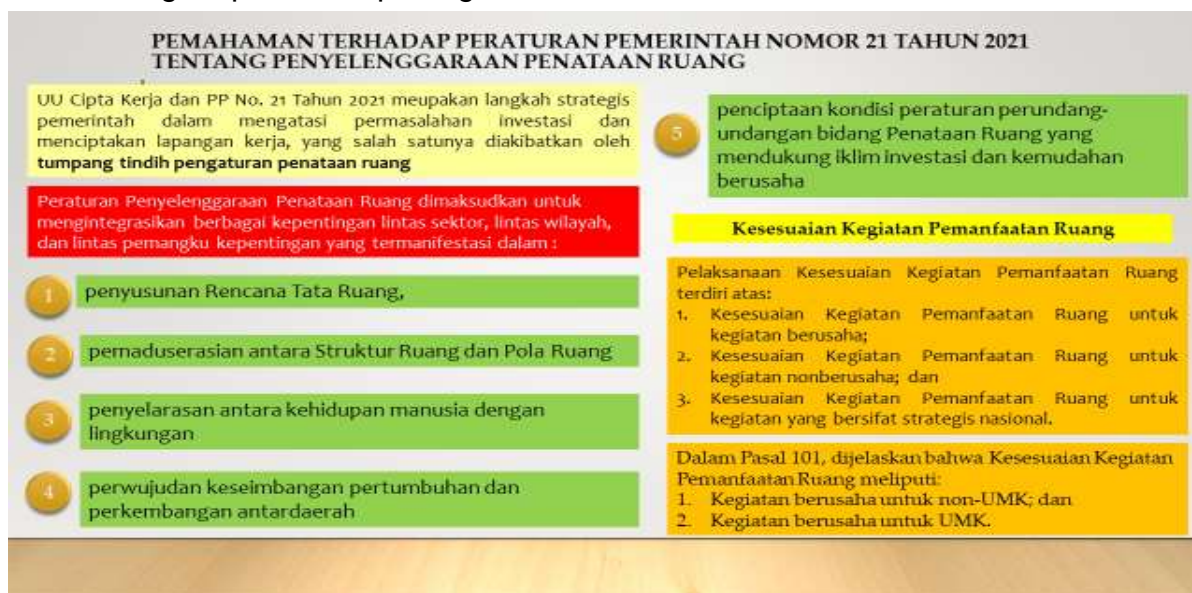 PEMAHAMAN TERHADAP PERATURAN PEMERINTAH NOMOR 21 TAHUN 2021
TENTANG PENYELENGGARAAN PENATAAN RUANG
UU Cipta Kerja dan PP No. 21 Tahun 2021 meupakan langkah strategis
pemerintah dalam mengatasi permasalahan investasi dan
menciptakan lapangan kerja, yang salah satunya diakibatkan oleh
tumpang tindih pengaturan penataan ruang
Peraturan Penyelenggaraan Penataan Ruang dimaksudkan untuk
mengintegrasikan berbagai kepentingan lintas sektor, lintas wilayah,
dan lintas pemangku kepentingan yang termanifestasi dalam :
1 penyusunan Rencana Tata Ruang,
2 pemaduserasian antara Struktur Ruang dan Pola Ruang
3 penyelarasan antara kehidupan manusia dengan
lingkungan
4 perwujudan keseimbangan pertumbuhan dan
perkembangan antardaerah
5 penciptaan kondisi peraturan perundang-
undangan bidang Penataan Ruang yang
mendukung iklim investasi dan kemudahan
berusaha
Kesesuaian Kegiatan Pemanfaatan Ruang
Pelaksanaan Kesesuaian Kegiatan Pemanfaatan Ruang
terdiri atas:
1. Kesesuaian Kegiatan Pemanfaatan Ruang untuk
kegiatan berusaha;
2. Kesesuaian Kegiatan Pemanfaatan Ruang untuk
kegiatan nonberusaha; dan
3. Kesesuaian Kegiatan Pemanfaatan Ruang untuk
kegiatan yang bersifat strategis nasional.
Dalam Pasal 101, dijelaskan bahwa Kesesuaian Kegiatan
Pemanfaatan Ruang meliputi:
1. Kegiatan berusaha untuk non-UMK; dan
2. Kegiatan berusaha untuk UMK.